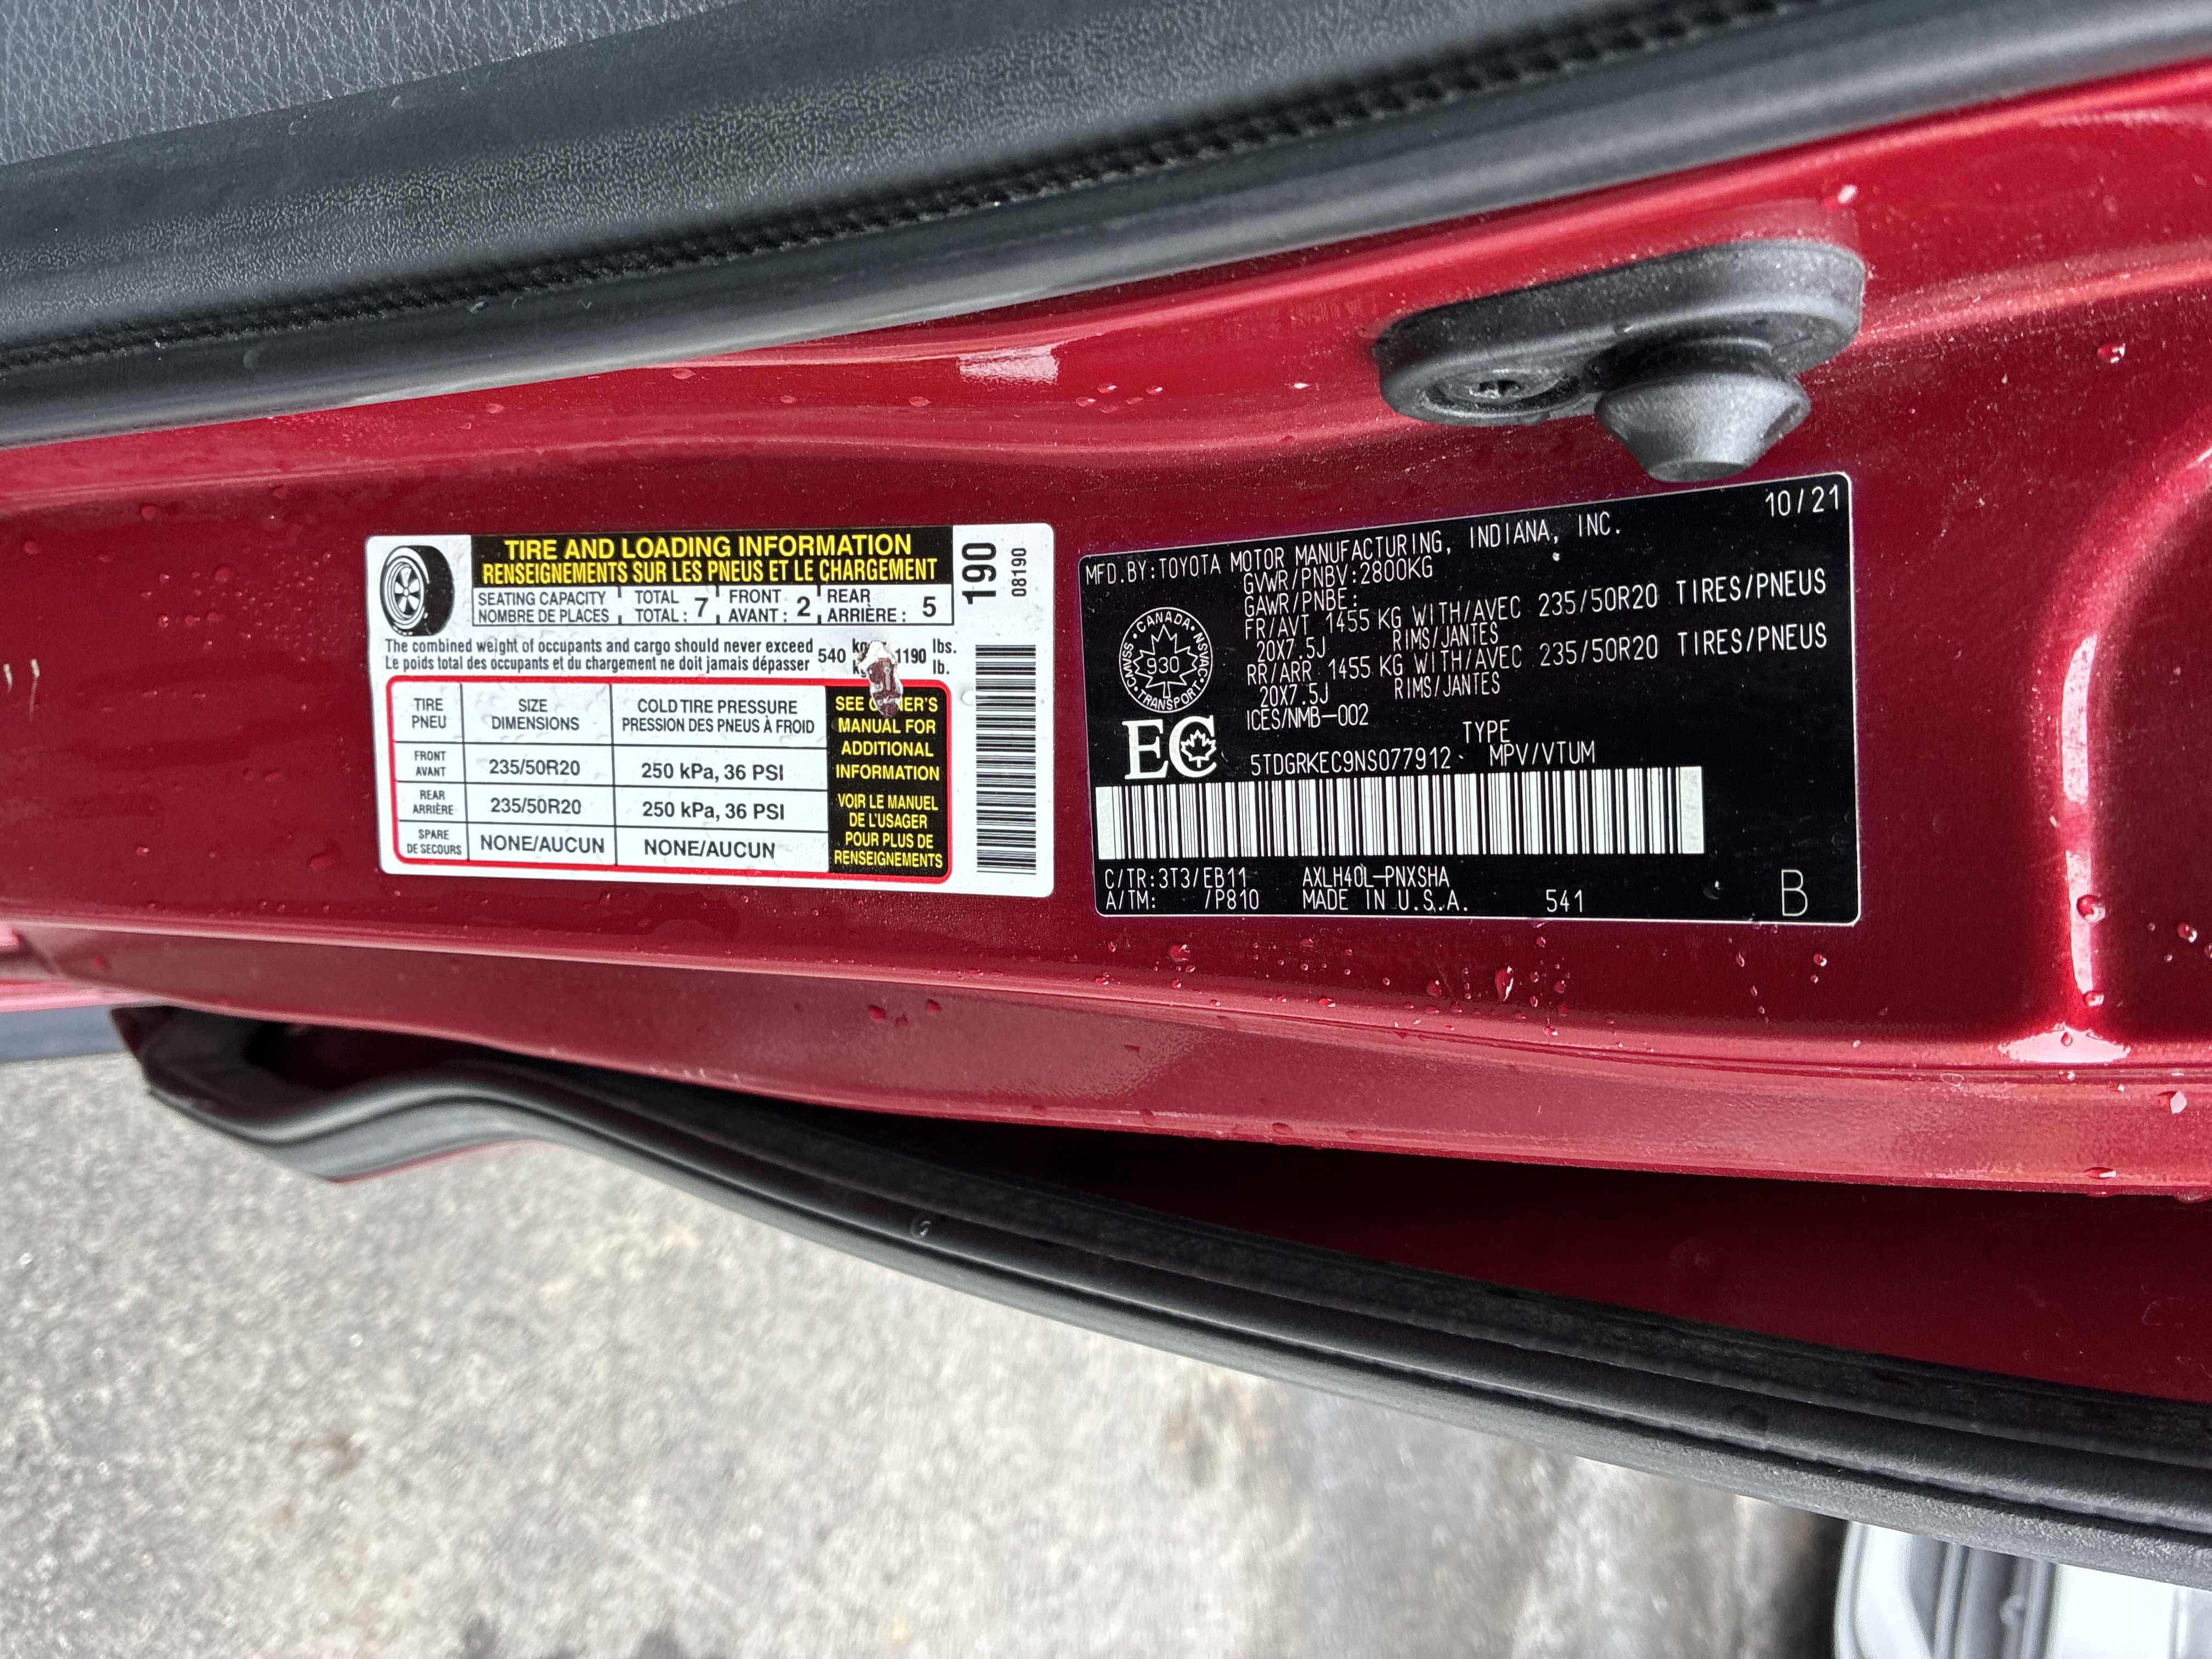 TIRE AND LOADING INFORMATION
RENSEIGNEMENTS SUR LES PNEUS ET LE CHARGEMENT
SEATING CAPACITY
NOMBRE DE PLACES
TOTAL
TOTAL : 7
FRONT
AVANT : 2
REAR
ARRIÈRE : 5
The combined weight of occupants and cargo should never exceed
Le poids total des occupants et du chargement ne doit jamais dépasser
540
1190
lbs.
lb.
TIRE
PNEU
SIZE
DIMENSIONS
COLD TIRE PRESSURE
PRESSION DES PNEUS À FROID
FRONT
AVANT
235/50R20
250 kPa, 36 PSI
REAR
ARRIÈRE
235/50R20
250 kPa, 36 PSI
SPARE
DE SECOURS
NONE/AUCUN
NONE/AUCUN
SEE
MANUAL FOR
ADDITIONAL
INFORMATION
VOIR LE MANUEL
DE L'USAGER
POUR PLUS DE
RENSEIGNEMENTS
190
08190
10/21
MFD.BY:TOYOTA MOTOR MANUFACTURING, INDIANA, INC.
GVWR/PNBV:2800KG
GAWR/PNBE:
FR/AVT 1455 KG WITH/AVEC 235/50R20 TIRES/PNEUS
20X7.5J RIMS/JANTES
RR/ARR 1455 KG WITH/AVEC 235/50R20 TIRES/PNEUS
20X7.5J RIMS/JANTES
ICES/NMB-002
CANADA • NSVAC • TRANSPORT • CMVSS
930
EC
TYPE
5TDGRKEC9NS077912 MPV/VTUM
C/TR:3T3/EB11 AXLH40L-PNXSHA
A/TM: /P810 MADE IN U.S.A. 541
B